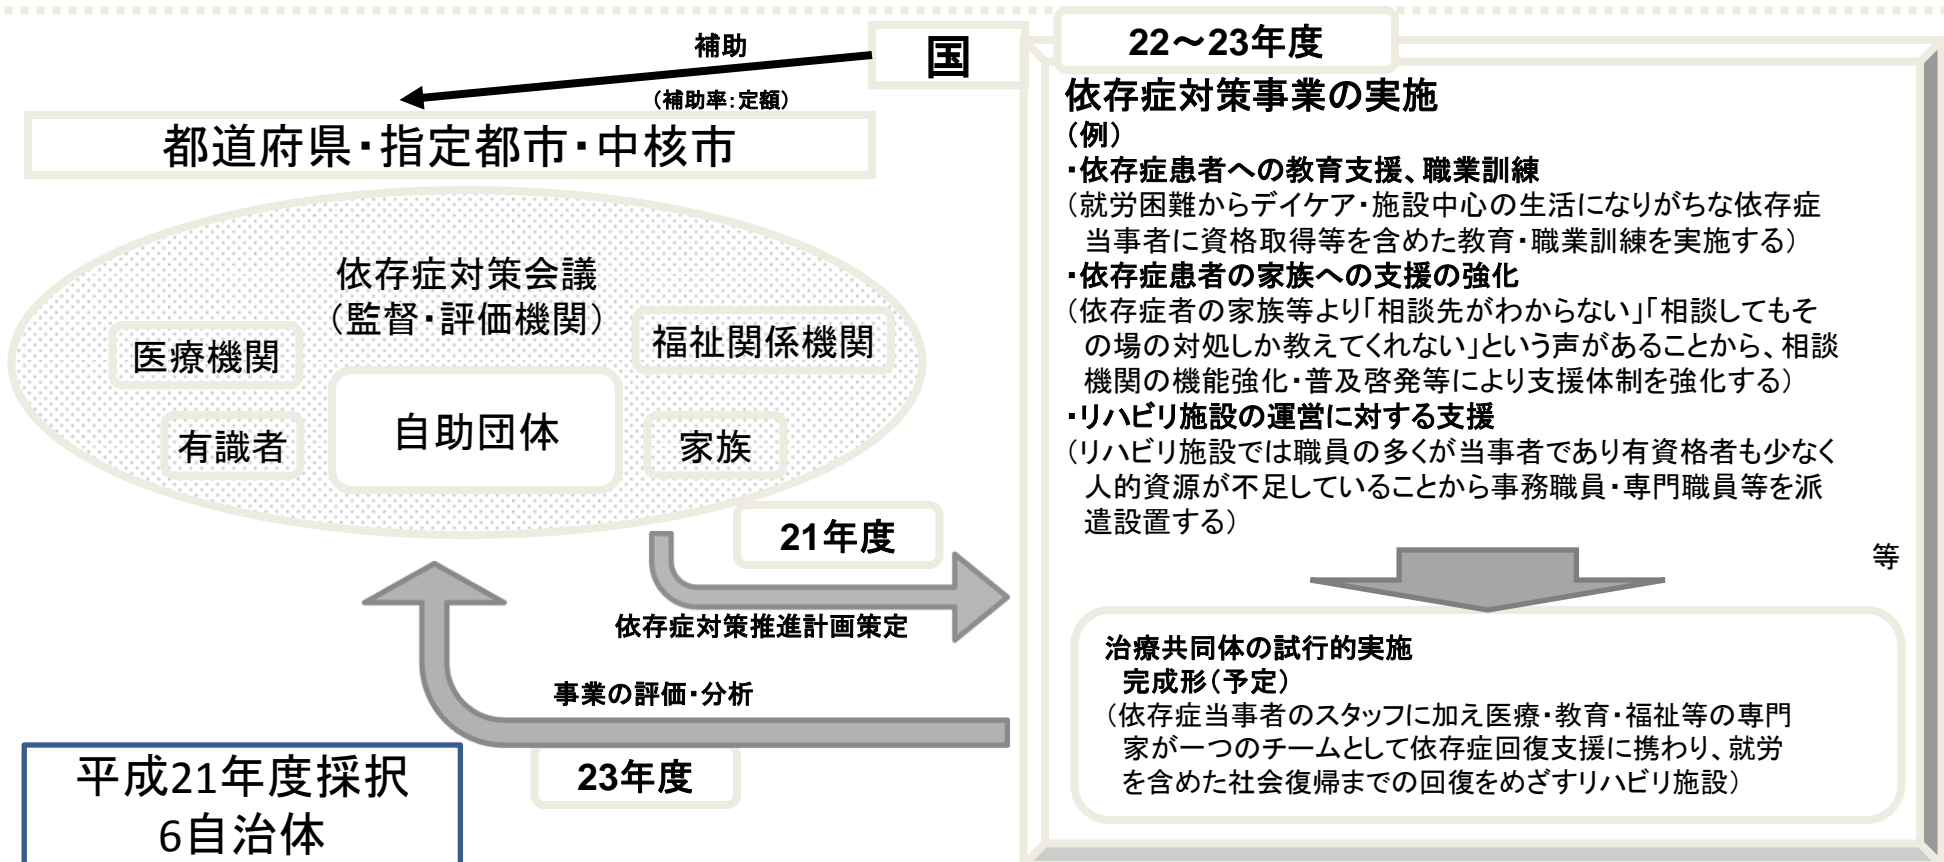 補助
国
（補助率：定額）
都道府県・指定都市・中核市
依存症対策会議
（監督・評価機関）
医療機関
福祉関係機関
有識者
自助団体
家族
21年度
依存症対策推進計画策定
事業の評価・分析
23年度
平成21年度採択
6自治体
22～23年度
依存症対策事業の実施
（例）
・依存症患者への教育支援、職業訓練
（就労困難からデイケア・施設中心の生活になりがちな依存症
当事者に資格取得等を含めた教育・職業訓練を実施する）
・依存症患者の家族への支援の強化
（依存症者の家族等より「相談先がわからない」「相談してもそ
の場の対処しか教えてくれない」という声があることから、相談
機関の機能強化・普及啓発等により支援体制を強化する）
・リハビリ施設の運営に対する支援
（リハビリ施設では職員の多くが当事者であり有資格者も少なく
人的資源が不足していることから事務職員・専門職員等を派
遣設置する）
等
治療共同体の試行的実施
完成形（予定）
（依存症当事者のスタッフに加え医療・教育・福祉等の専門
家が一つのチームとして依存症回復支援に携わり、就労
を含めた社会復帰までの回復をめざすリハビリ施設）